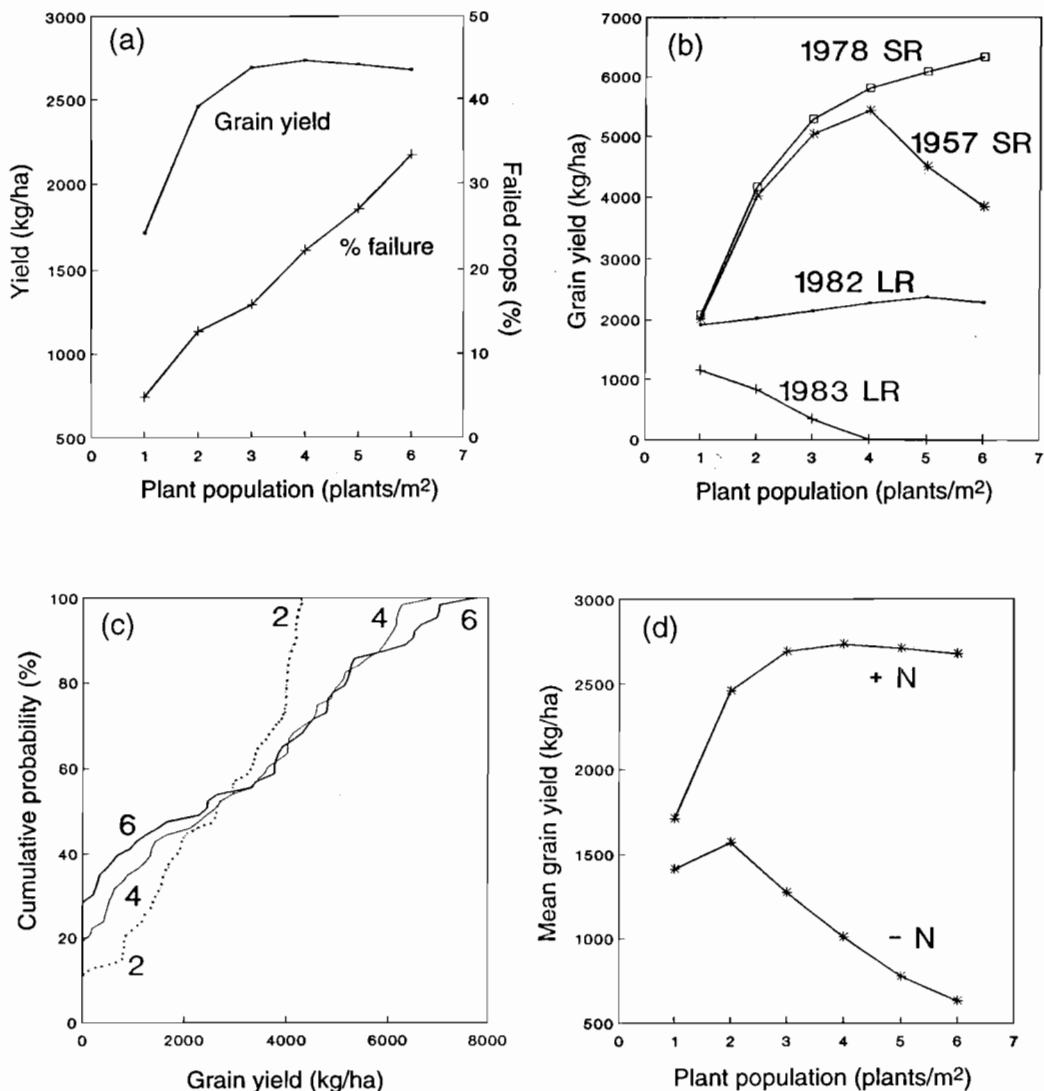 (a)
3000
2500
2000
1500
1000
500
Yield (kg/ha)
50
40
30
20
10
0
Failed crops (%)
Grain yield
% failure
0 1 2 3 4 5 6 7
Plant population (plants/m²)
(b)
7000
6000
5000
4000
3000
2000
1000
0
Grain yield (kg/ha)
1978 SR
1957 SR
1982 LR
1983 LR
0 1 2 3 4 5 6 7
Plant population (plants/m²)
(c)
100
80
60
40
20
0
Cumulative probability (%)
2
4
6
6
4
2
0 2000 4000 6000 8000
Grain yield (kg/ha)
(d)
3000
2500
2000
1500
1000
500
Mean grain yield (kg/ha)
+ N
– N
0 1 2 3 4 5 6 7
Plant population (plants/m²)